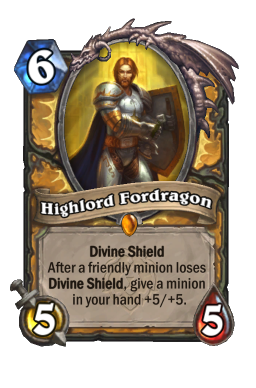 6
Highlord Fordragon
Divine Shield
After a friendly minion loses
Divine Shield, give a minion
in your hand +5/+5.
5 5